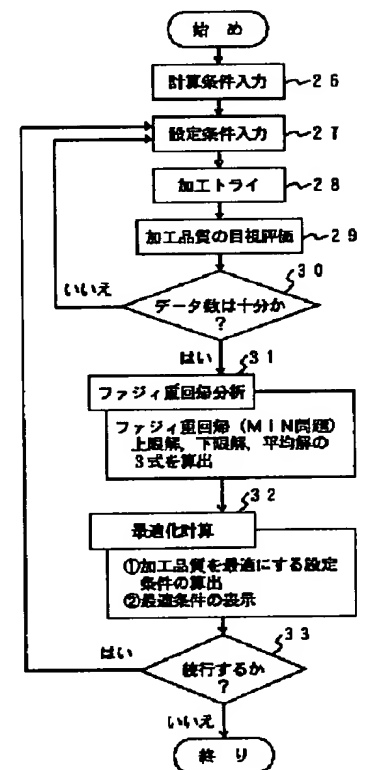 始 め
計算条件入力
26
設定条件入力
27
加工トライ
28
加工品質の目視評価
29
30
いいえ
データ数は十分か
?
はい
31
ファジィ重回帰分析
ファジィ重回帰（MIN問題）
上限解，下限解，平均解の
3式を算出
32
最適化計算
①加工品質を最適にする設定
条件の算出
②最適条件の表示
33
はい
続行するか
?
いいえ
終 り